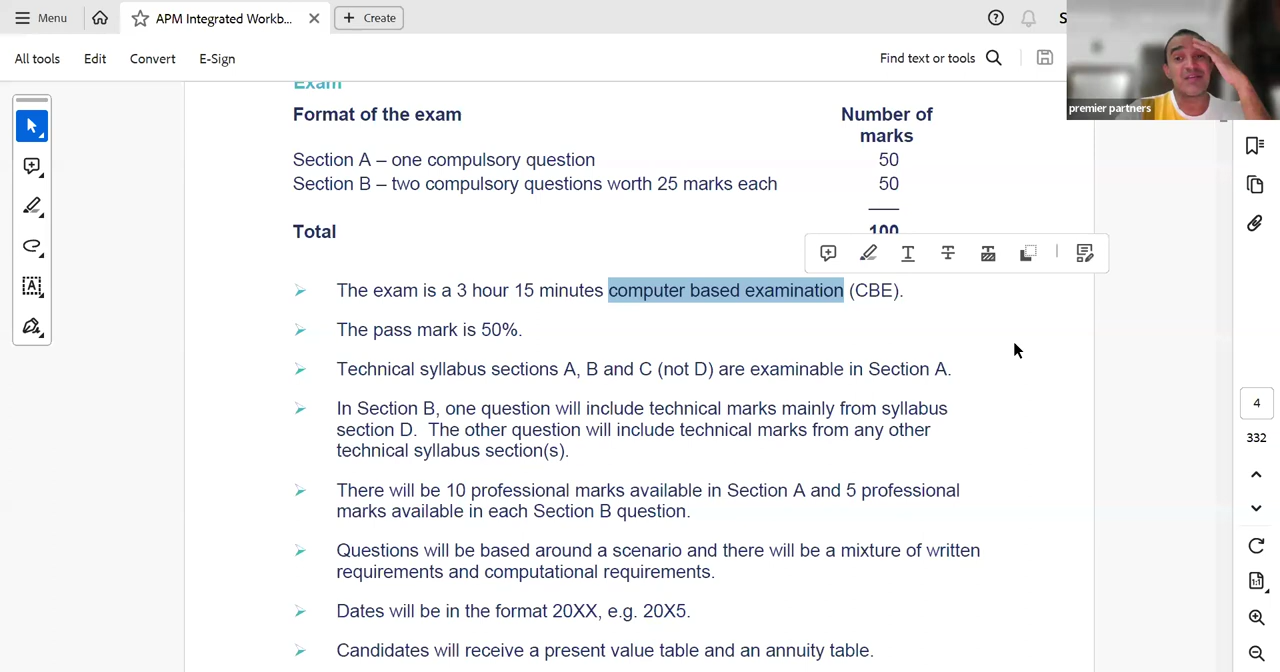 Menu
APM Integrated Workb...
Create
S
All tools
Edit
Convert
E-Sign
Find text or tools
premier partners
Exam
Format of the exam
Number of
marks
Section A – one compulsory question
50
Section B – two compulsory questions worth 25 marks each
50
Total
100
The exam is a 3 hour 15 minutes computer based examination (CBE).
The pass mark is 50%.
Technical syllabus sections A, B and C (not D) are examinable in Section A.
In Section B, one question will include technical marks mainly from syllabus
section D. The other question will include technical marks from any other
technical syllabus section(s).
There will be 10 professional marks available in Section A and 5 professional
marks available in each Section B question.
Questions will be based around a scenario and there will be a mixture of written
requirements and computational requirements.
Dates will be in the format 20XX, e.g. 20X5.
Candidates will receive a present value table and an annuity table.
4
332
1:1